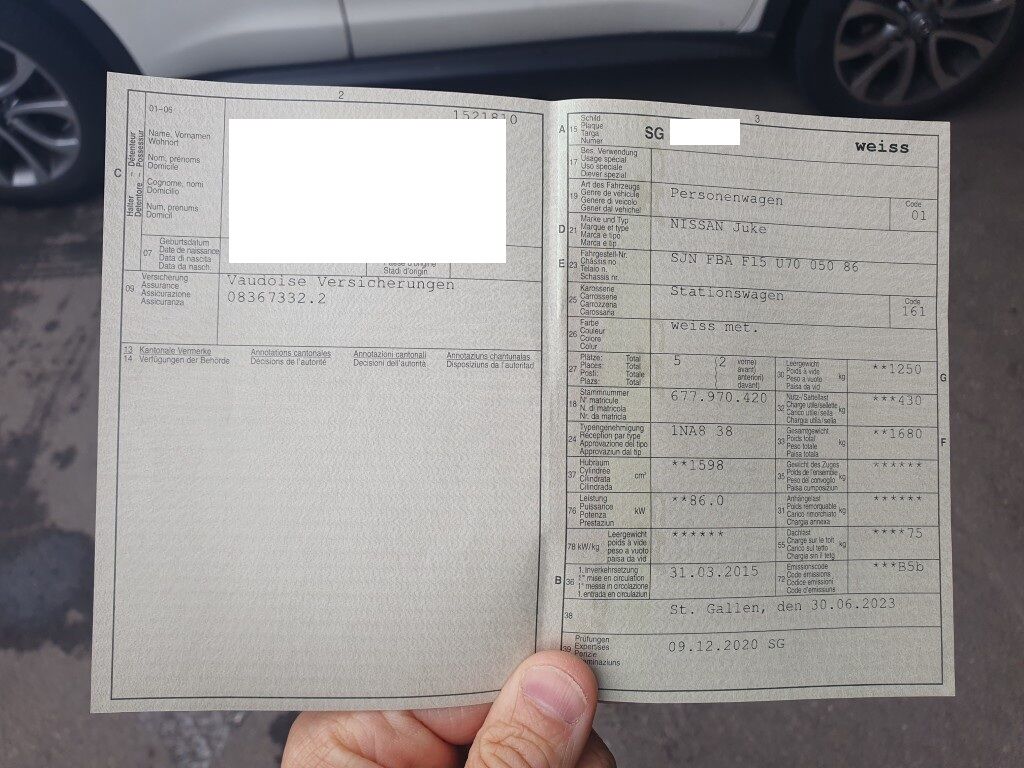 2
01–06
1521810
C
Halter – Détenteur
Detentore – Possessur
Name, Vornamen
Wohnort
Nom, prénoms
Domicile
Cognome, nomi
Domicilio
Num, prenums
Domicil
07
Geburtsdatum
Date de naissance
Data di nascita
Data da nasch.
Stadi d'origin
09
Versicherung
Assurance
Assicurazione
Assicuranza
Vaudoise Versicherungen
08367332.2
13 Kantonale Vermerke
14 Verfügungen der Behörde
Annotations cantonales
Décisions de l'autorité
Annotazioni cantonali
Decisioni dell'autorità
Annotaziuns chantunalas
Disposiziuns da l'autoritad
3
A 15
Schild
Plaque
Targa
Numer
SG
weiss
17
Bes. Verwendung
Usage spécial
Uso speciale
Diever spezial
19
Art des Fahrzeugs
Genre de véhicule
Genere di veicolo
Gener dal vehichel
Personenwagen
Code
01
D 21
Marke und Typ
Marque et type
Marca e tipo
Marca e tip
NISSAN Juke
E 23
Fahrgestell-Nr.
Châssis no
Telaio n.
Schassis nr.
SJN FBA F15 U70 050 86
25
Karosserie
Carrosserie
Carrozzeria
Carossaria
Stationswagen
Code
161
26
Farbe
Couleur
Colore
Colur
weiss met.
27
Plätze: Total
Places: Total
Posti: Totale
Plazs: Total
5 (2
vorne)
avant)
anteriori)
davant)
30
Leergewicht
Poids à vide
Peso a vuoto
Paisa da vid
kg
**1250
G
18
Stammnummer
N° matricule
N. di matricola
Nr. da matricla
677.970.420
32
Nutz-/Sattellast
Charge utile/sellette
Carico utile/sella
Chargia utila/sella
kg
***430
24
Typengenehmigung
Réception par type
Approvazione del tipo
Approvaziun dal tip
1NA8 38
33
Gesamtgewicht
Poids total
Peso totale
Paisa totala
kg
**1680
F
37
Hubraum
Cylindrée
Cilindrata
Cilindrada
cm³
**1598
35
Gewicht des Zuges
Poids de l'ensemble
Peso del convoglio
Paisa cumposiziun
kg
******
76
Leistung
Puissance
Potenza
Prestaziun
kW
**86.0
31
Anhängelast
Poids remorquable
Carico rimorchiato
Chargia annexa
kg
******
78 kW/kg
Leergewicht
poids à vide
peso a vuoto
paisa da vid
******
55
Dachlast
Charge sur le toit
Carico sul tetto
Chargia sin il tetg
kg
****75
B 36
1. Inverkehrsetzung
1re mise en circulation
1a messa in circolazione
1. entrada en circulaziun
31.03.2015
72
Emissionscode
Code émissions
Codice emissioni
Code d'emissiuns
***B5b
38
St. Gallen, den 30.06.2023
39
Prüfungen
Expertises
Perizie
09.12.2020 SG